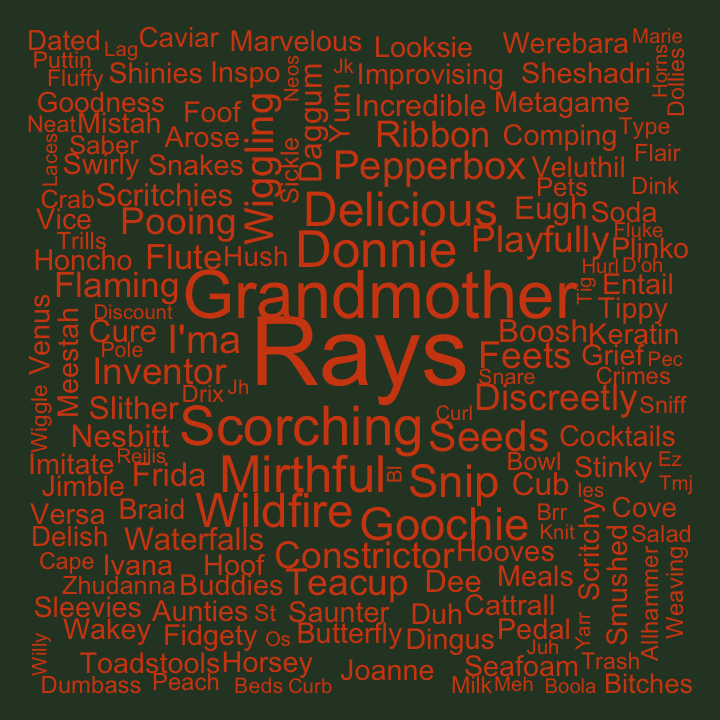 Dated
Lag
Caviar
Marvelous
Looksie
Werebara
Marie
Puttin
Fluffy
Shinies
Inspo
Neos
Jk
Improvising
Sheshadri
Horns
Dollies
Goodness
Foof
Wiggling
Daggum
Yum
Incredible
Metagame
Neat
Mistah
Arose
Ribbon
Comping
Type
Laces
Saber
Sickle
Flair
Swirly
Snakes
Pepperbox
Veluthil
Crab
Scritchies
Pets
Dink
Vice
Pooing
Delicious
Eugh
Soda
Trills
Fluke
Honcho
Flute
Hush
Donnie
Playfully
Plinko
Flaming
Grandmother
Hurl
D'oh
Tig
Entail
Venus
Discount
Tippy
Meestah
Cure
I'ma
Rays
Boosh
Keratin
Pole
Feets
Grief
Pec
Inventor
Snare
Crimes
Wiggle
Drix
Jh
Discreetly
Sniff
Slither
Curl
Nesbitt
Scorching
Seeds
Cocktails
Imitate
Reilis
Frida
Mirthful
Bl
Snip
Bowl
Stinky
Ez
Jimble
Cub
Ies
Tmj
Versa
Braid
Wildfire
Goochie
Brr
Cove
Delish
Waterfalls
Knit
Scritchy
Smushed
Salad
Cape
Ivana
Hoof
Constrictor
Hooves
Allhammer
Weaving
Zhudanna
Buddies
Teacup
Dee
Meals
Sleevies
Aunties
St
Saunter
Duh
Cattrall
Wakey
Fidgety
Os
Butterfly
Dingus
Pedal
Yarr
Willy
Toadstools
Horsey
Joanne
Juh
Seafoam
Trash
Dumbass
Peach
Beds
Curb
Milk
Meh
Boola
Bitches